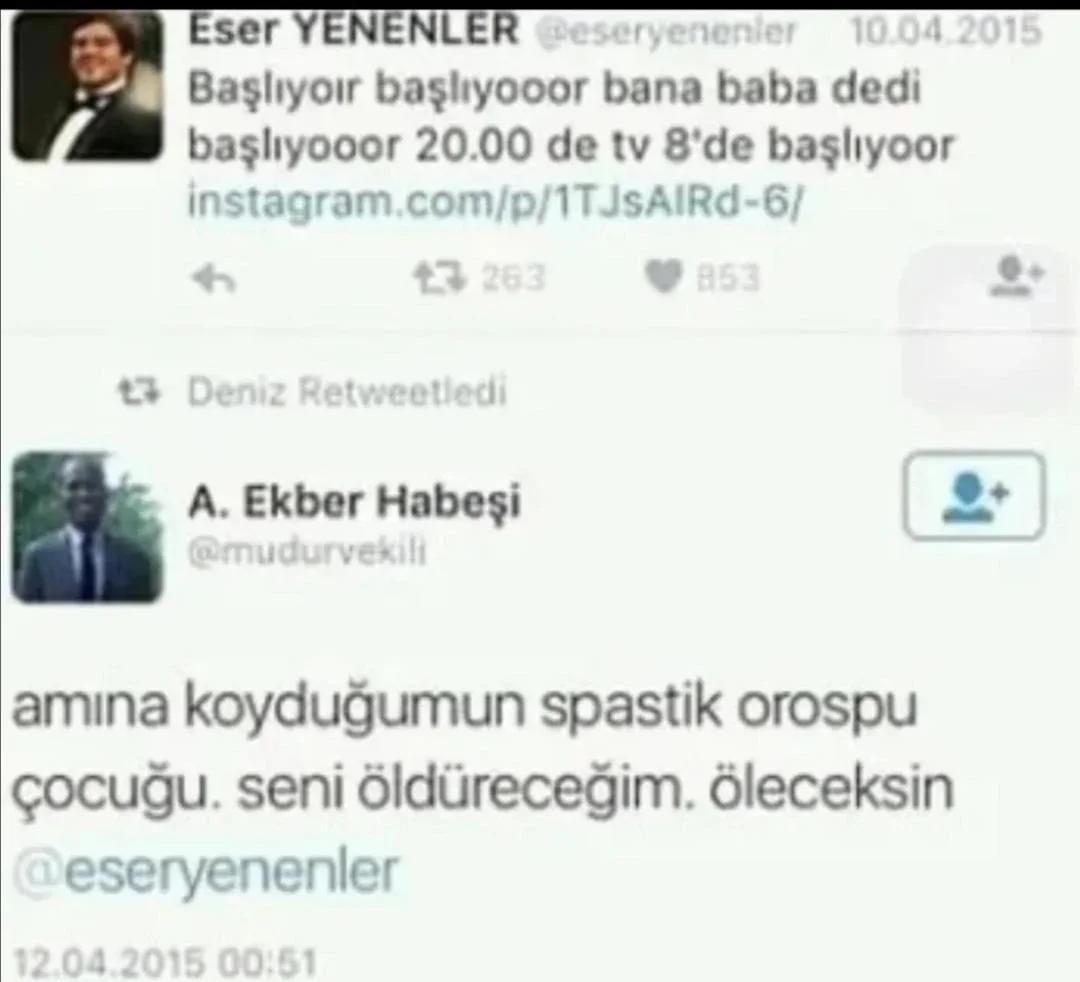 Eser YENENLER @eseryenenler 10.04.2015
Başlıyoır başlıyooor bana baba dedi
başlıyooor 20.00 de tv 8'de başlıyoor
instagram.com/p/1TJsAIRd-6/
263 853
Deniz Retweetledi
A. Ekber Habeşi
@mudurvekili
amına koyduğumun spastik orospu
çocuğu. seni öldüreceğim. öleceksin
@eseryenenler
12.04.2015 00:51